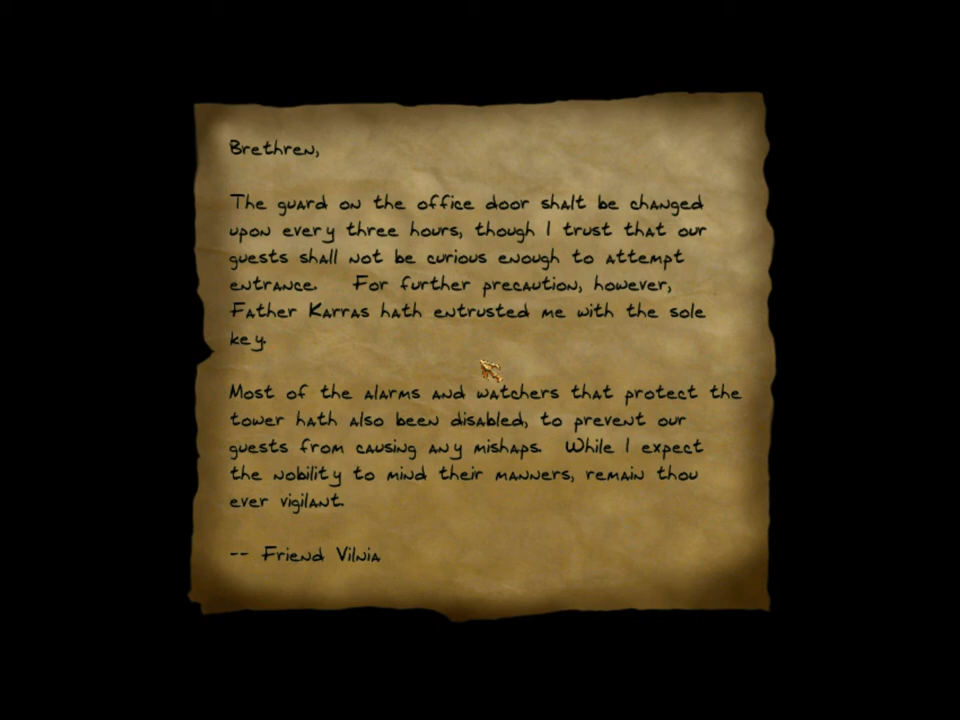 Brethren,
The guard on the office door shalt be changed
upon every three hours, though I trust that our
guests shall not be curious enough to attempt
entrance. For further precaution, however,
Father Karras hath entrusted me with the sole
key.
Most of the alarms and watchers that protect the
tower hath also been disabled, to prevent our
guests from causing any mishaps. While I expect
the nobility to mind their manners, remain thou
ever vigilant.
-- Friend Vilnia